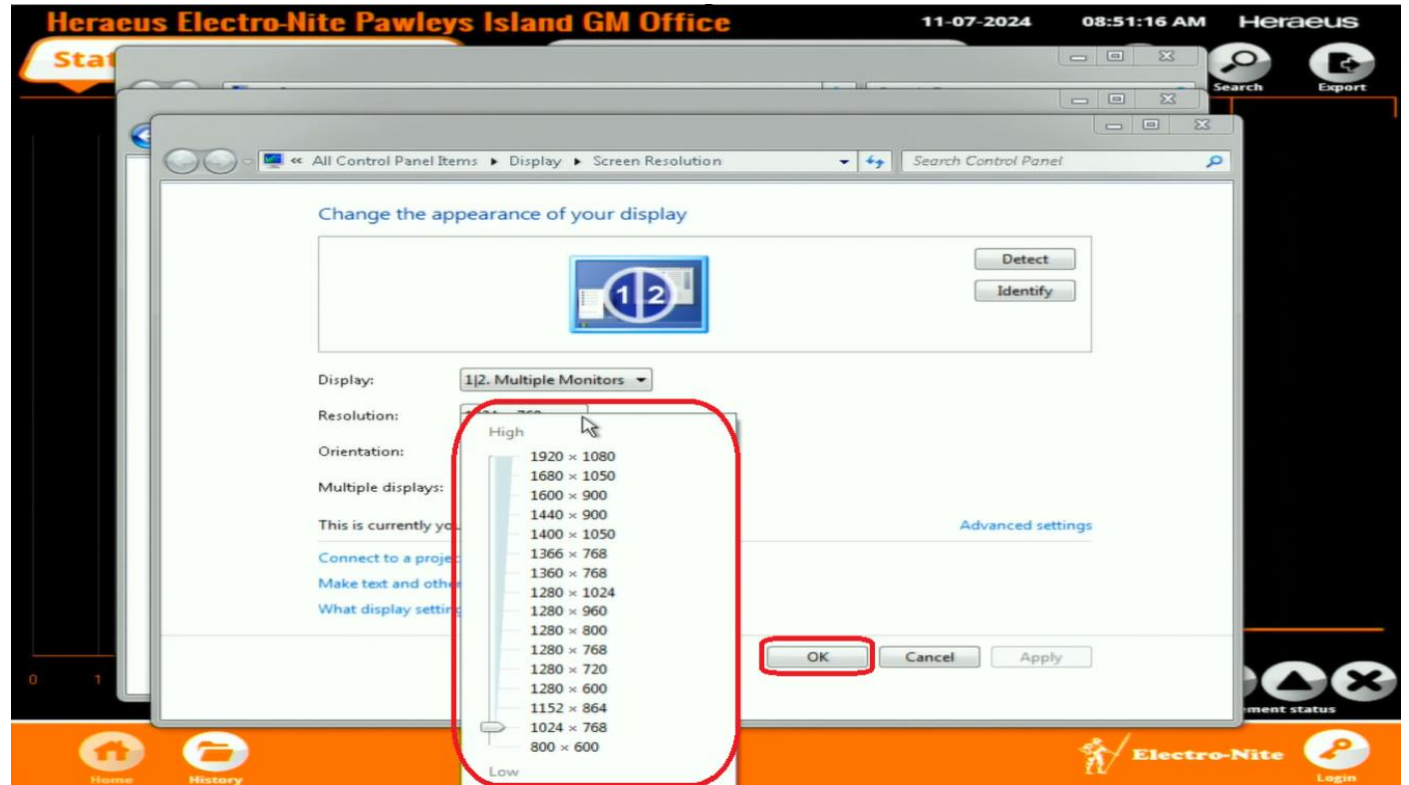 Heraeus Electro-Nite Pawleys Island GM Office 11-07-2024 08:51:16 AM Heraeus
Search Export
« All Control Panel Items ▸ Display ▸ Screen Resolution Search Control Panel
Change the appearance of your display
1 2
Detect
Identify
Display: 1|2. Multiple Monitors
Resolution:
Orientation:
Multiple displays:
This is currently Advanced settings
Connect to a
Make text and
What display
High
1920 × 1080
1680 × 1050
1600 × 900
1440 × 900
1400 × 1050
1366 × 768
1360 × 768
1280 × 1024
1280 × 960
1280 × 800
1280 × 768
1280 × 720
1280 × 600
1152 × 864
1024 × 768
800 × 600
Low
OK Cancel Apply
0 1
status
Home History Electro-Nite Login